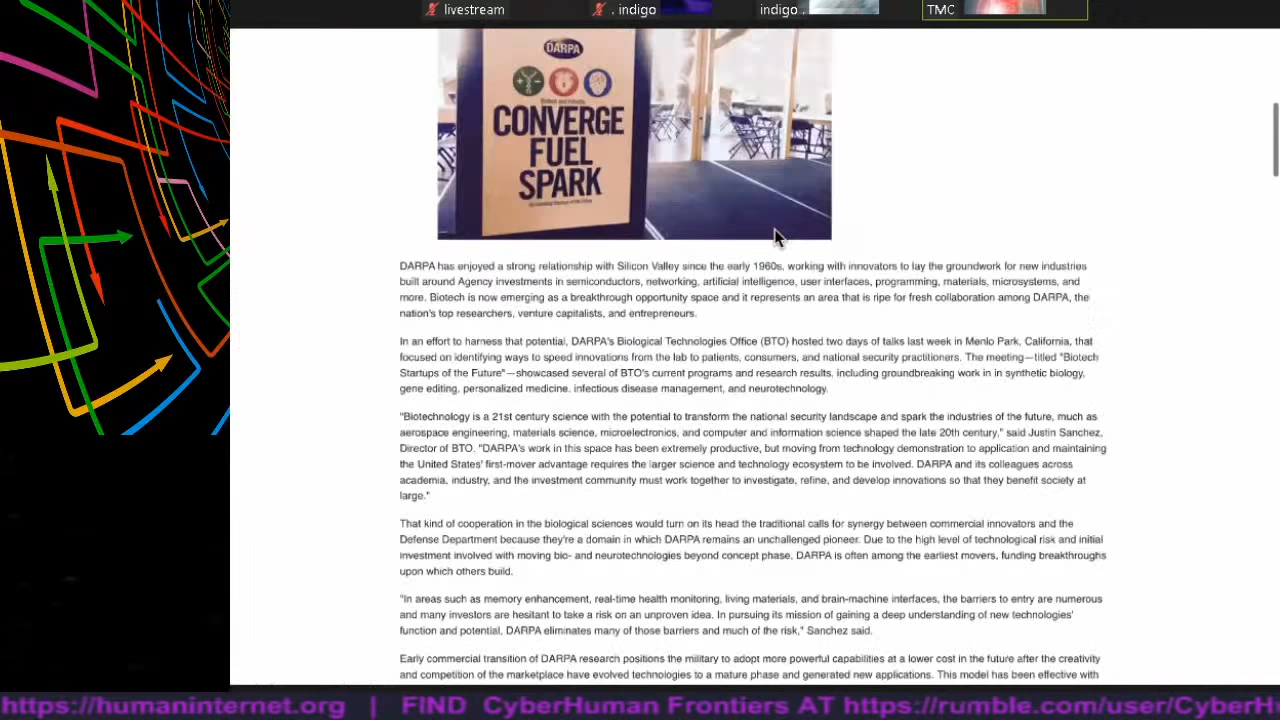 livestream
. indigo
indigo .
TMC
DARPA
CONVERGE
FUEL
SPARK
DARPA has enjoyed a strong relationship with Silicon Valley since the early 1960s, working with innovators to lay the groundwork for new industries
built around Agency investments in semiconductors, networking, artificial intelligence, user interfaces, programming, materials, microsystems, and
more. Biotech is now emerging as a breakthrough opportunity space and it represents an area that is ripe for fresh collaboration among DARPA, the
nation's top researchers, venture capitalists, and entrepreneurs.
In an effort to harness that potential, DARPA's Biological Technologies Office (BTO) hosted two days of talks last week in Menlo Park, California, that
focused on identifying ways to speed innovations from the lab to patients, consumers, and national security practitioners. The meeting—titled "Biotech
Startups of the Future"—showcased several of BTO's current programs and research results, including groundbreaking work in in synthetic biology,
gene editing, personalized medicine, infectious disease management, and neurotechnology.
"Biotechnology is a 21st century science with the potential to transform the national security landscape and spark the industries of the future, much as
aerospace engineering, materials science, microelectronics, and computer and information science shaped the late 20th century," said Justin Sanchez,
Director of BTO. "DARPA's work in this space has been extremely productive, but moving from technology demonstration to application and maintaining
the United States' first-mover advantage requires the larger science and technology ecosystem to be involved. DARPA and its colleagues across
academia, industry, and the investment community must work together to investigate, refine, and develop innovations so that they benefit society at
large."
That kind of cooperation in the biological sciences would turn on its head the traditional calls for synergy between commercial innovators and the
Defense Department because they're a domain in which DARPA remains an unchallenged pioneer. Due to the high level of technological risk and initial
investment involved with moving bio- and neurotechnologies beyond concept phase, DARPA is often among the earliest movers, funding breakthroughs
upon which others build.
"In areas such as memory enhancement, real-time health monitoring, living materials, and brain-machine interfaces, the barriers to entry are numerous
and many investors are hesitant to take a risk on an unproven idea. In pursuing its mission of gaining a deep understanding of new technologies'
function and potential, DARPA eliminates many of those barriers and much of the risk," Sanchez said.
Early commercial transition of DARPA research positions the military to adopt more powerful capabilities at a lower cost in the future after the creativity
and competition of the marketplace have evolved technologies to a mature phase and generated new applications. This model has been effective with
https://humaninternet.org | FIND CyberHuman Frontiers AT https://rumble.com/user/CyberH